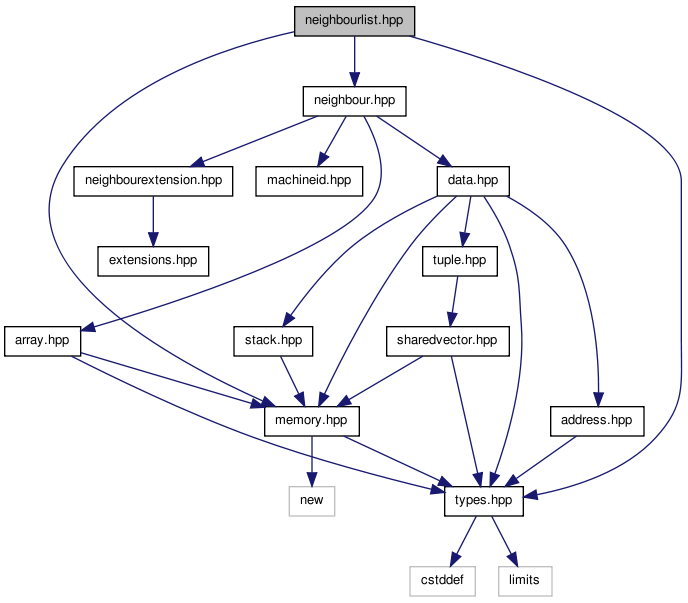 neighbourlist.hpp
neighbour.hpp
neighbourextension.hpp
machineid.hpp
data.hpp
extensions.hpp
tuple.hpp
array.hpp
stack.hpp
sharedvector.hpp
memory.hpp
address.hpp
new
types.hpp
cstddef
limits